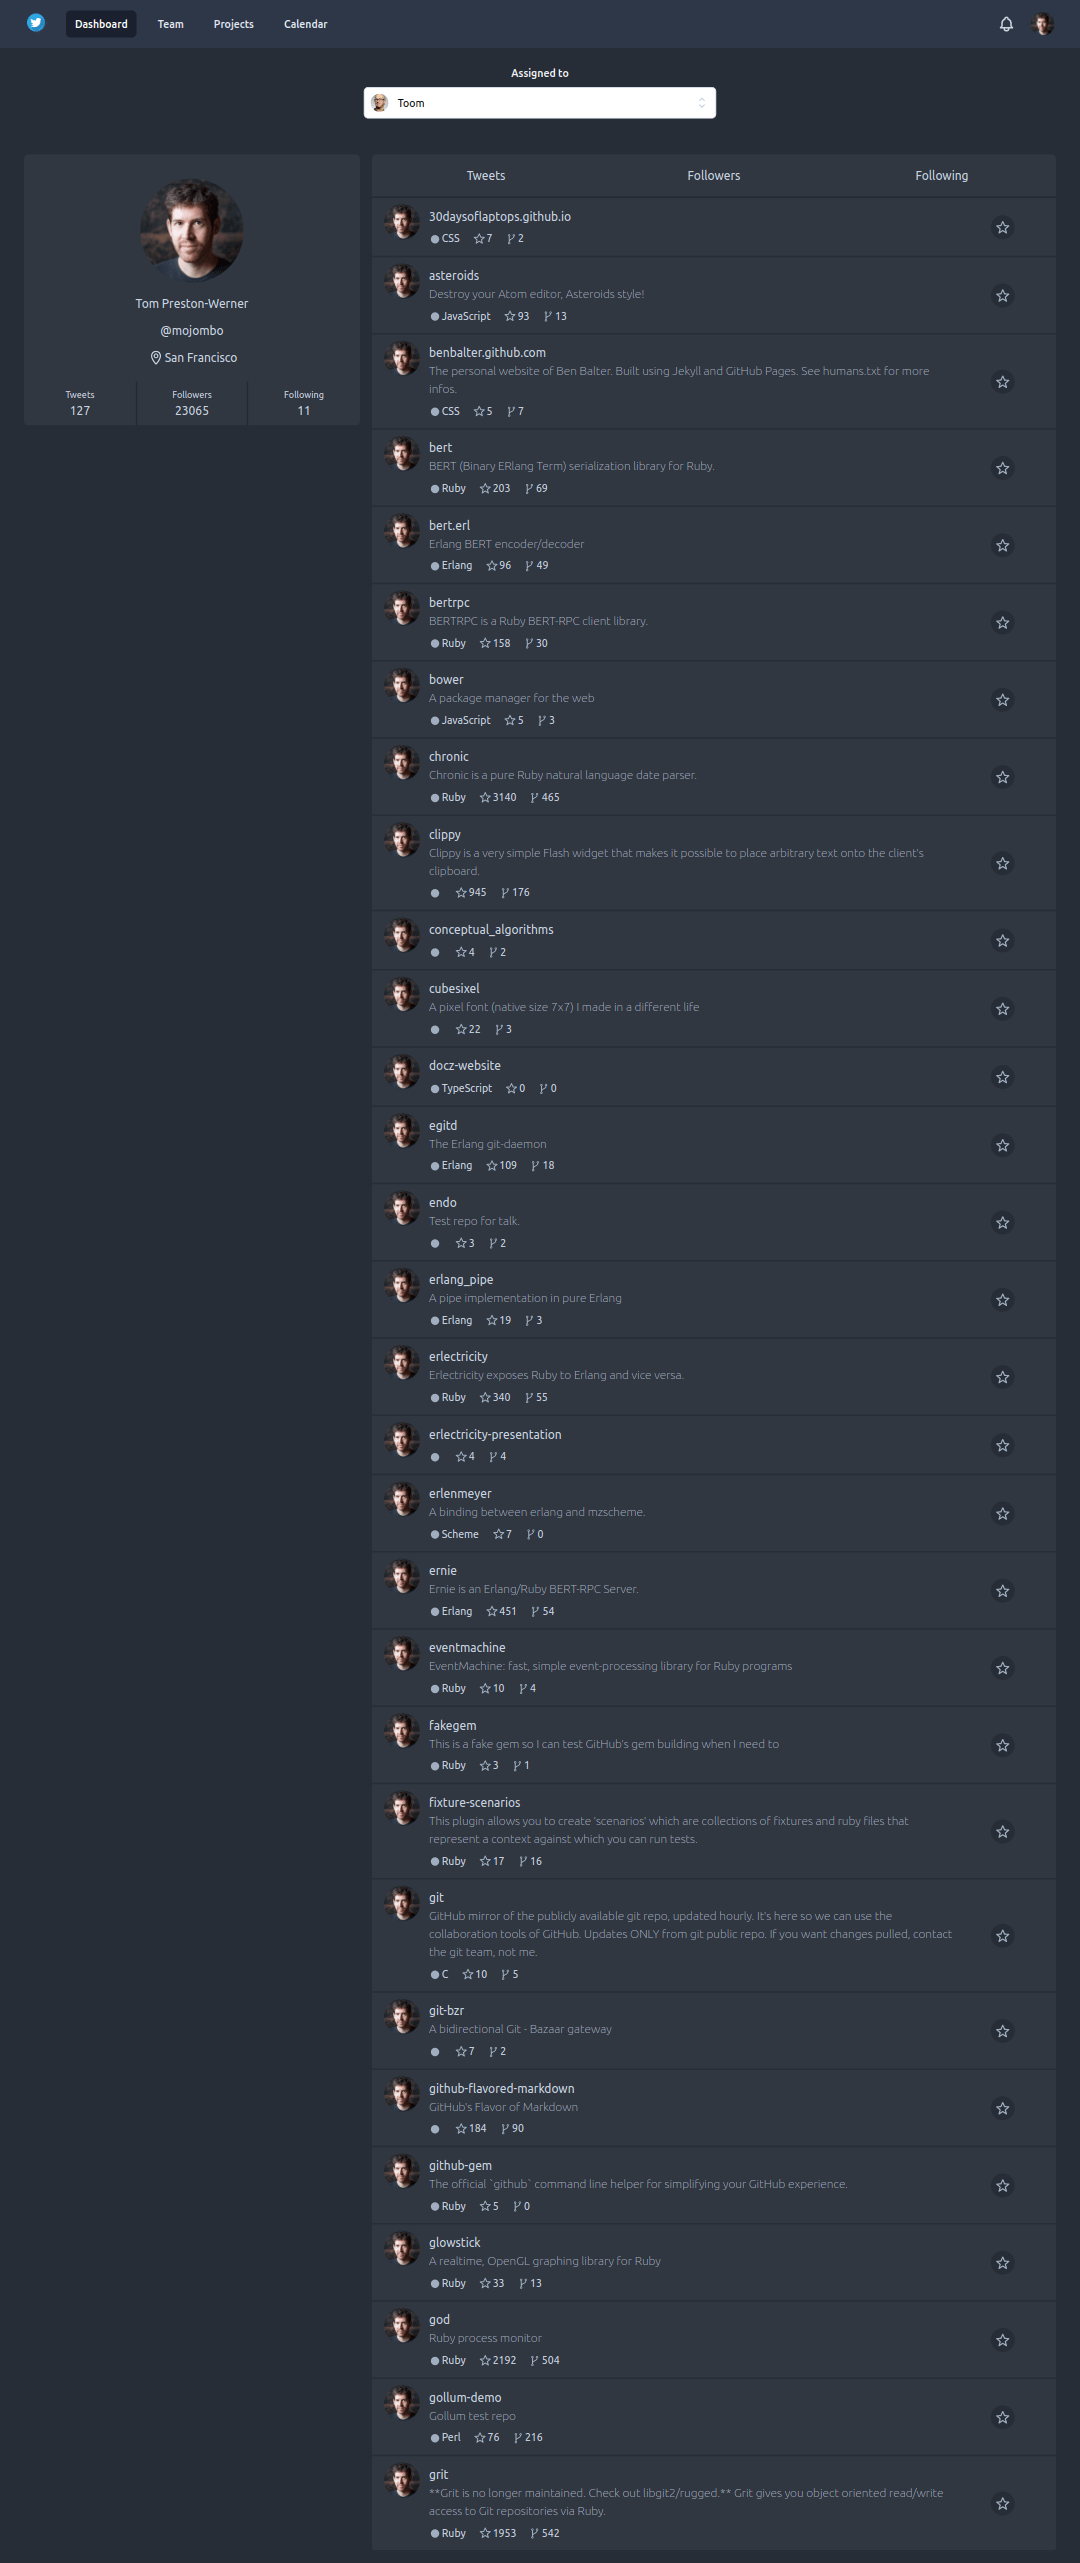 Dashboard Team Projects Calendar
Assigned to
Toom
Tom Preston-Werner
@mojombo
San Francisco
Tweets Followers Following
127 23065 11
Tweets Followers Following
30daysoflaptops.github.io
CSS 7 2
asteroids
Destroy your Atom editor, Asteroids style!
JavaScript 93 13
benbalter.github.com
The personal website of Ben Balter. Built using Jekyll and GitHub Pages. See humans.txt for more
infos.
CSS 5 7
bert
BERT (Binary ERlang Term) serialization library for Ruby.
Ruby 203 69
bert.erl
Erlang BERT encoder/decoder
Erlang 96 49
bertrpc
BERTRPC is a Ruby BERT-RPC client library.
Ruby 158 30
bower
A package manager for the web
JavaScript 5 3
chronic
Chronic is a pure Ruby natural language date parser.
Ruby 3140 465
clippy
Clippy is a very simple Flash widget that makes it possible to place arbitrary text onto the client's
clipboard.
945 176
conceptual_algorithms
4 2
cubesixel
A pixel font (native size 7x7) I made in a different life
22 3
docz-website
TypeScript 0 0
egitd
The Erlang git-daemon
Erlang 109 18
endo
Test repo for talk.
3 2
erlang_pipe
A pipe implementation in pure Erlang
Erlang 19 3
erlectricity
Erlectricity exposes Ruby to Erlang and vice versa.
Ruby 340 55
erlectricity-presentation
4 4
erlenmeyer
A binding between erlang and mzscheme.
Scheme 7 0
ernie
Ernie is an Erlang/Ruby BERT-RPC Server.
Erlang 451 54
eventmachine
EventMachine: fast, simple event-processing library for Ruby programs
Ruby 10 4
fakegem
This is a fake gem so I can test GitHub's gem building when I need to
Ruby 3 1
fixture-scenarios
This plugin allows you to create 'scenarios' which are collections of fixtures and ruby files that
represent a context against which you can run tests.
Ruby 17 16
git
GitHub mirror of the publicly available git repo, updated hourly. It's here so we can use the
collaboration tools of GitHub. Updates ONLY from git public repo. If you want changes pulled, contact
the git team, not me.
C 10 5
git-bzr
A bidirectional Git - Bazaar gateway
7 2
github-flavored-markdown
GitHub's Flavor of Markdown
184 90
github-gem
The official `github` command line helper for simplifying your GitHub experience.
Ruby 5 0
glowstick
A realtime, OpenGL graphing library for Ruby
Ruby 33 13
god
Ruby process monitor
Ruby 2192 504
gollum-demo
Gollum test repo
Perl 76 216
grit
**Grit is no longer maintained. Check out libgit2/rugged.** Grit gives you object oriented read/write
access to Git repositories via Ruby.
Ruby 1953 542